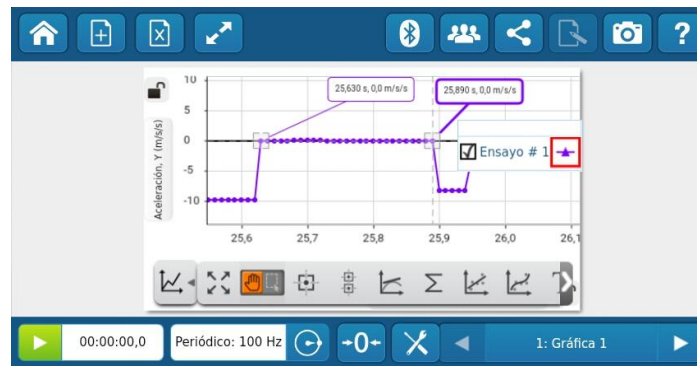 ?
10
5
0
-5
-10
Aceleración, Y (m/s/s)
25,630 s, 0,0 m/s/s
25,890 s, 0,0 m/s/s
Ensayo # 1
25,6 25,7 25,8 25,9 26,0 26,1
Σ
00:00:00,0
Periódico: 100 Hz
→0←
1: Gráfica 1